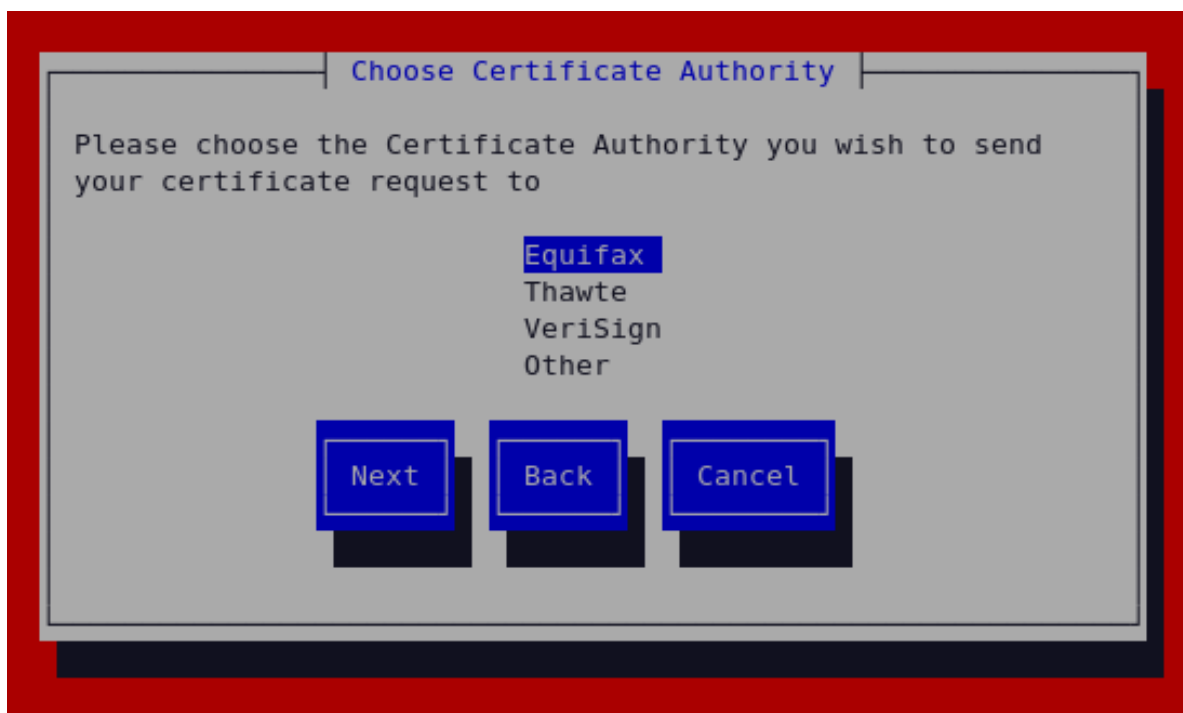 Choose Certificate Authority
Please choose the Certificate Authority you wish to send
your certificate request to
Equifax
Thawte
VeriSign
Other
Next Back Cancel